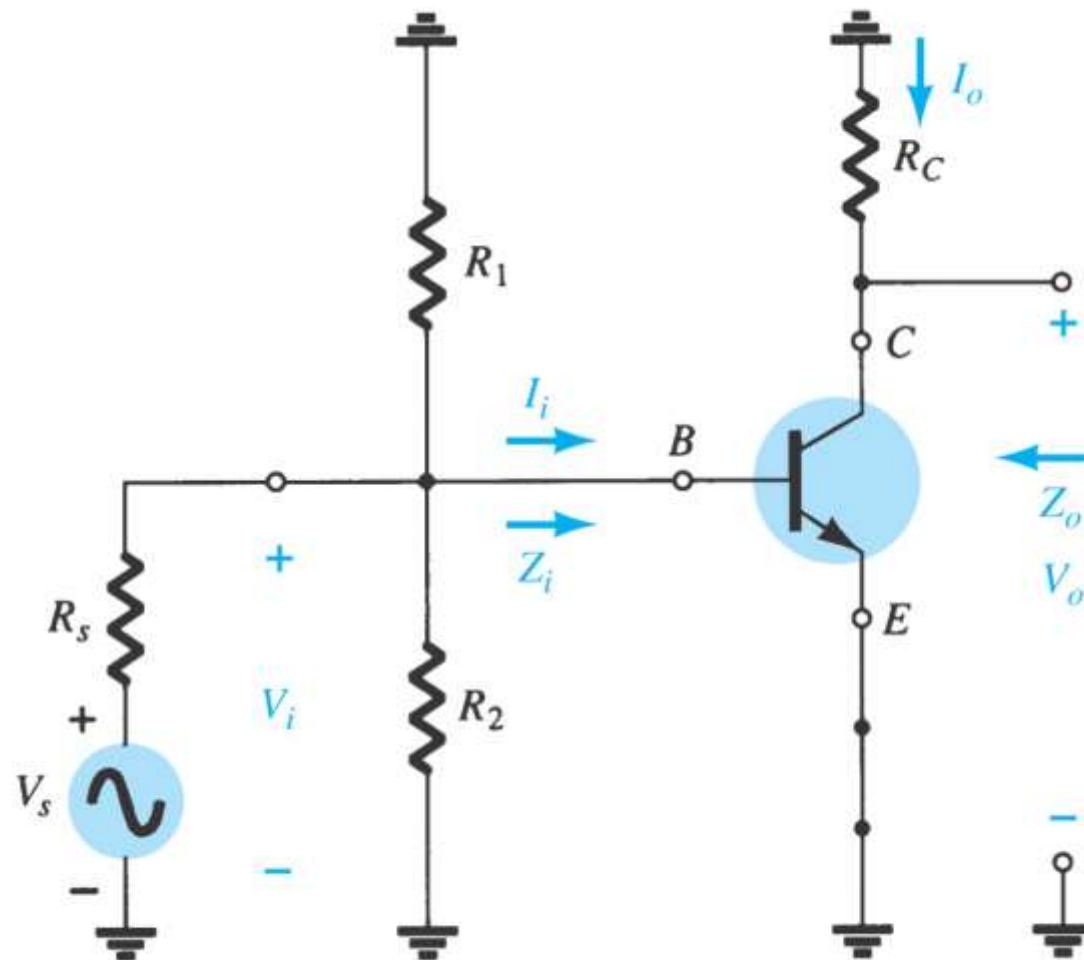 I_o
R_C
R_1
+
C
I_i
B
Z_i
Z_o
+
V_o
R_s
E
V_i
R_2
+
V_s
−
−
−